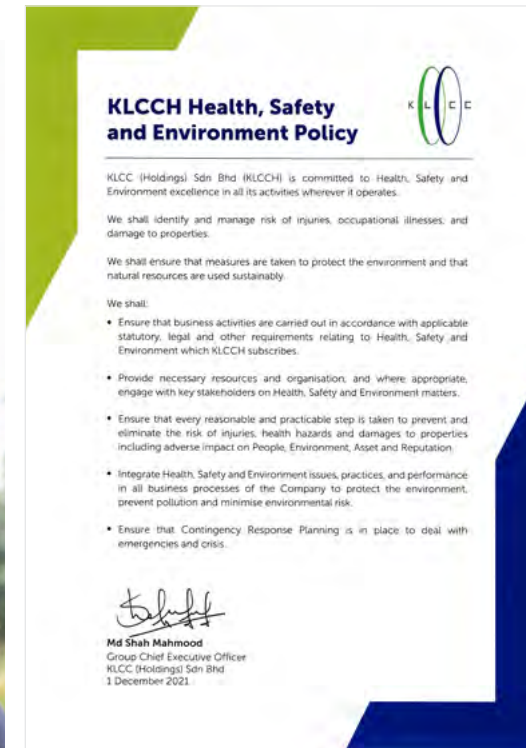 KLCCH Health, Safety
and Environment Policy
K L C C
KLCC (Holdings) Sdn Bhd (KLCCH) is committed to Health, Safety and
Environment excellence in all its activities wherever it operates.
We shall identify and manage risk of injuries, occupational illnesses, and
damage to properties.
We shall ensure that measures are taken to protect the environment and that
natural resources are used sustainably.
We shall:
• Ensure that business activities are carried out in accordance with applicable
statutory, legal and other requirements relating to Health, Safety and
Environment which KLCCH subscribes.
• Provide necessary resources and organisation, and where appropriate,
engage with key stakeholders on Health, Safety and Environment matters.
• Ensure that every reasonable and practicable step is taken to prevent and
eliminate the risk of injuries, health hazards and damages to properties
including adverse impact on People, Environment, Asset and Reputation.
• Integrate Health, Safety and Environment issues, practices, and performance
in all business processes of the Company to protect the environment,
prevent pollution and minimise environmental risk.
• Ensure that Contingency Response Planning is in place to deal with
emergencies and crisis.
Md Shah Mahmood
Group Chief Executive Officer
KLCC (Holdings) Sdn Bhd
1 December 2021